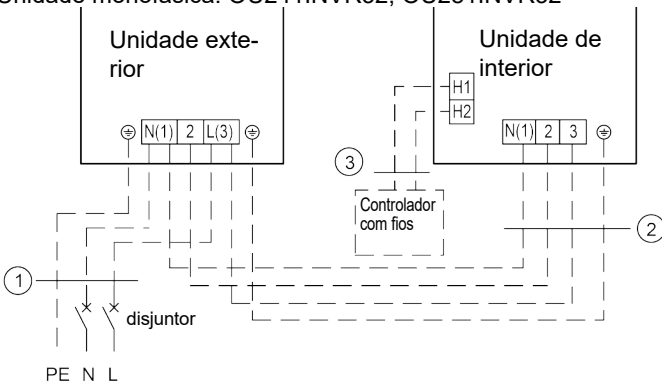 Unidade exte-
rior
Unidade de
interior
H1
H2
N(1) 2 L(3)
N(1) 2 3
3
Controlador
com fios
2
1
disjuntor
PE N L